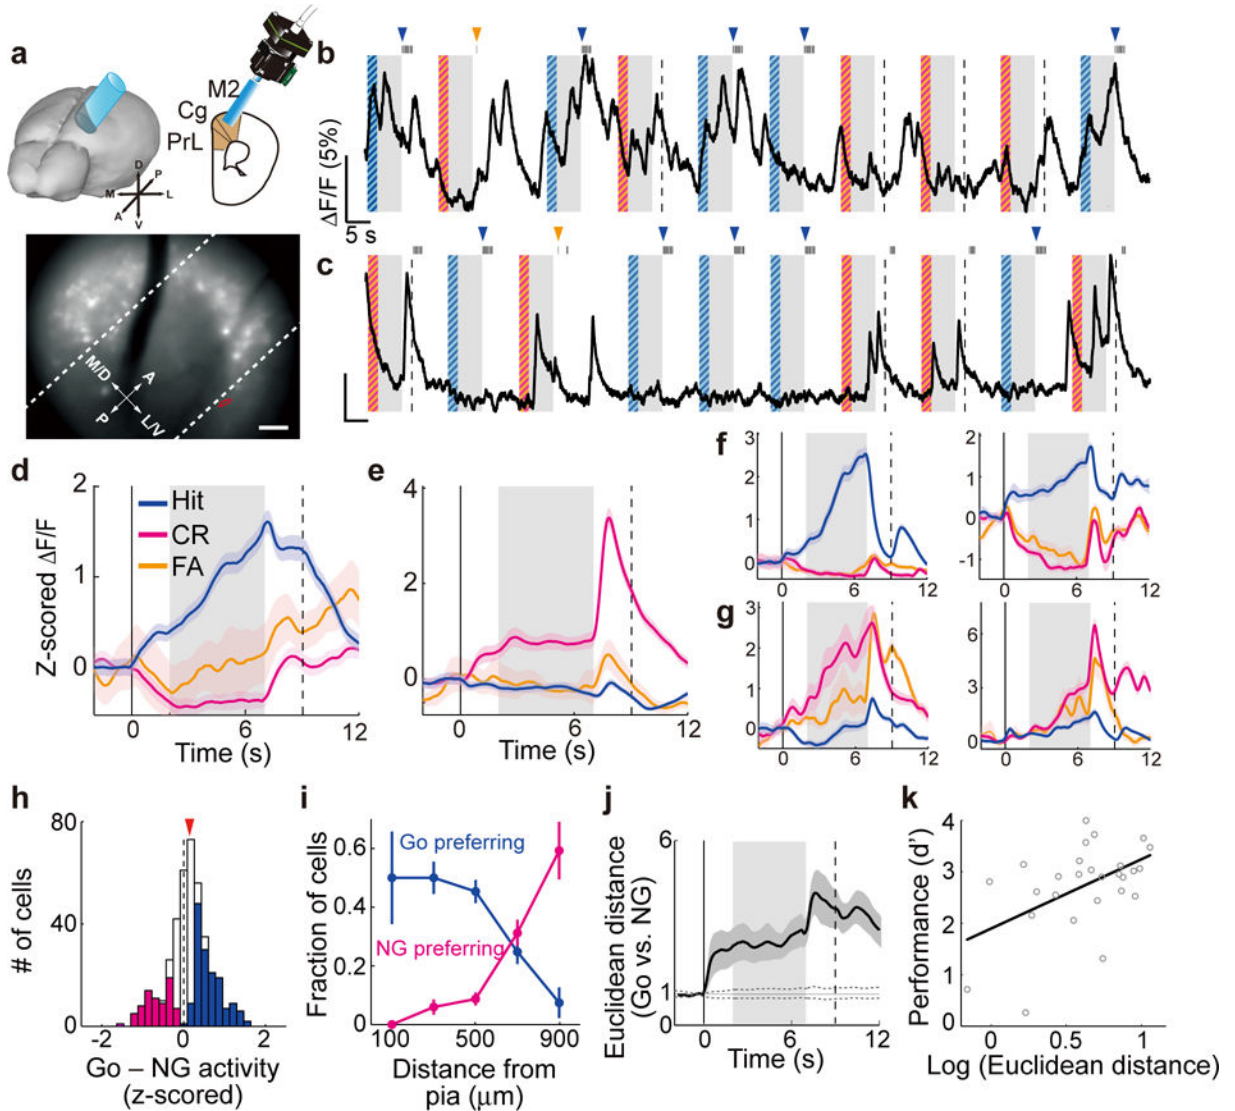 a
M2
Cg
PrL
D
P
M
L
A
V
M/D
A
P
L/V
b
ΔF/F (5%)
5 s
c
d
2
1
0
Z-scored ΔF/F
Hit
CR
FA
0
6
12
Time (s)
e
4
2
0
0
6
12
Time (s)
f
3
2
1
0
0
6
12
2
1
0
-1
0
6
12
g
3
2
1
0
0
6
12
6
3
0
0
6
12
h
80
40
0
# of cells
-2
0
2
Go – NG activity
(z-scored)
i
0.6
0.4
0.2
0
Fraction of cells
Go preferring
NG preferring
100
500
900
Distance from
pia (μm)
j
6
1
0
Euclidean distance
(Go vs. NG)
0
6
12
Time (s)
k
4
3
2
1
0
Performance (d')
0
0.5
1
Log (Euclidean distance)